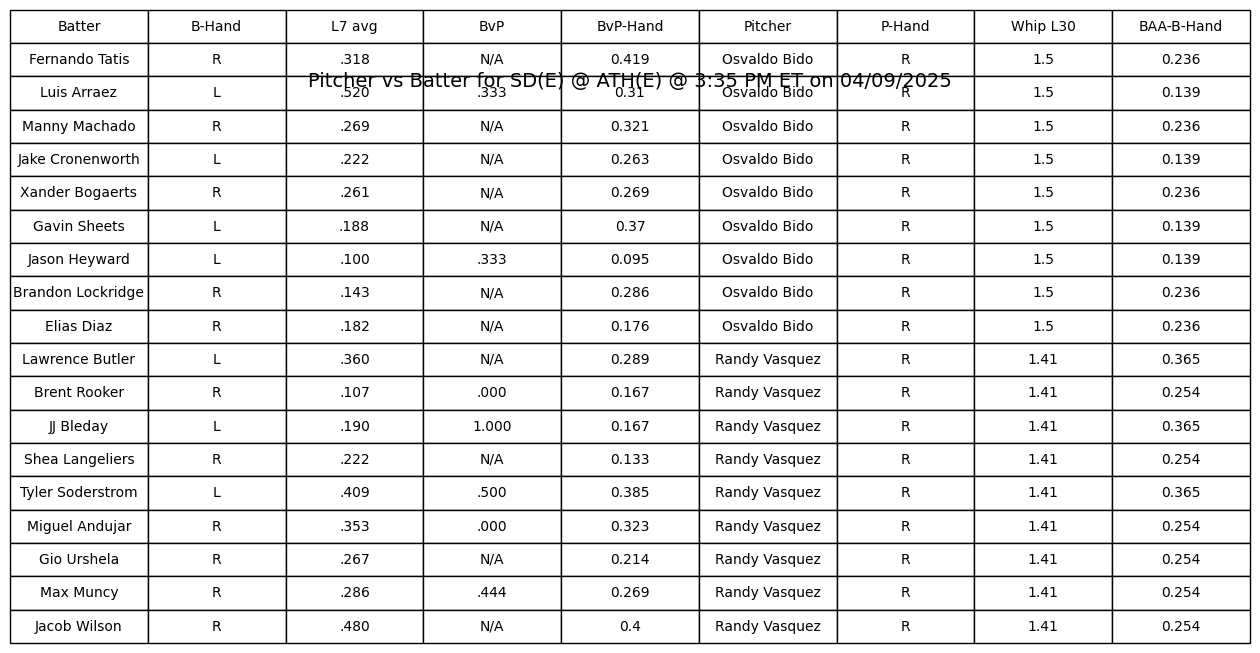 Batter B-Hand L7 avg BvP BvP-Hand Pitcher P-Hand Whip L30 BAA-B-Hand
Fernando Tatis R .318 N/A 0.419 Osvaldo Bido R 1.5 0.236
Pitcher vs Batter for SD(E) @ ATH(E) @ 3:35 PM ET on 04/09/2025
Luis Arraez L .520 .333 0.31 Osvaldo Bido R 1.5 0.139
Manny Machado R .269 N/A 0.321 Osvaldo Bido R 1.5 0.236
Jake Cronenworth L .222 N/A 0.263 Osvaldo Bido R 1.5 0.139
Xander Bogaerts R .261 N/A 0.269 Osvaldo Bido R 1.5 0.236
Gavin Sheets L .188 N/A 0.37 Osvaldo Bido R 1.5 0.139
Jason Heyward L .100 .333 0.095 Osvaldo Bido R 1.5 0.139
Brandon Lockridge R .143 N/A 0.286 Osvaldo Bido R 1.5 0.236
Elias Diaz R .182 N/A 0.176 Osvaldo Bido R 1.5 0.236
Lawrence Butler L .360 N/A 0.289 Randy Vasquez R 1.41 0.365
Brent Rooker R .107 .000 0.167 Randy Vasquez R 1.41 0.254
JJ Bleday L .190 1.000 0.167 Randy Vasquez R 1.41 0.365
Shea Langeliers R .222 N/A 0.133 Randy Vasquez R 1.41 0.254
Tyler Soderstrom L .409 .500 0.385 Randy Vasquez R 1.41 0.365
Miguel Andujar R .353 .000 0.323 Randy Vasquez R 1.41 0.254
Gio Urshela R .267 N/A 0.214 Randy Vasquez R 1.41 0.254
Max Muncy R .286 .444 0.269 Randy Vasquez R 1.41 0.254
Jacob Wilson R .480 N/A 0.4 Randy Vasquez R 1.41 0.254